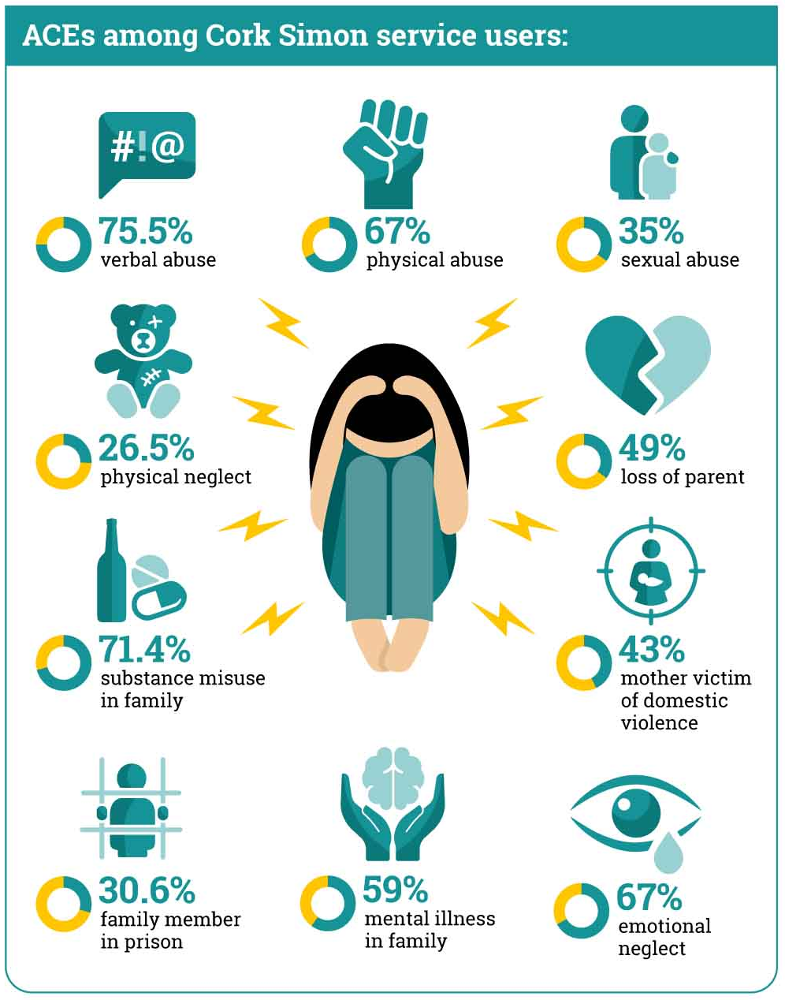 ACEs among Cork Simon service users:
#!@
75.5%
verbal abuse
67%
physical abuse
35%
sexual abuse
26.5%
physical neglect
49%
loss of parent
71.4%
substance misuse
in family
43%
mother victim
of domestic
violence
30.6%
family member
in prison
59%
mental illness
in family
67%
emotional
neglect